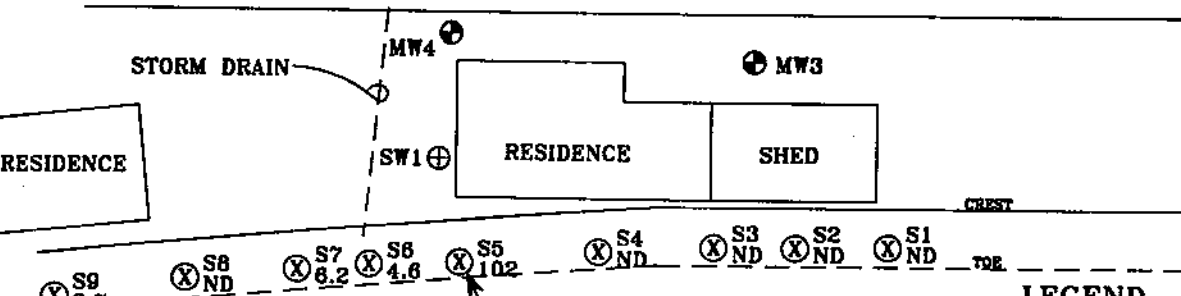 MW4
STORM DRAIN
MW3
SW1
RESIDENCE
RESIDENCE
SHED
CREST
S9
S8
ND
S7
6.2
S6
4.6
S5
102
S4
ND
S3
ND
S2
ND
S1
ND
TOE
LEGEND